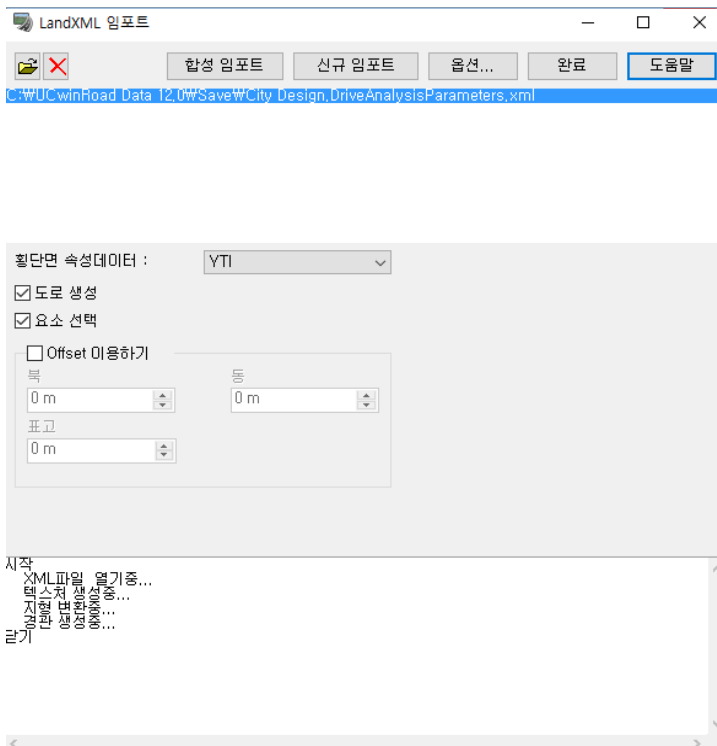 LandXML 임포트
합성 임포트 신규 임포트 옵션... 완료 도움말
C:₩UCwinRoad Data 12.0₩Save₩City Design.DriveAnalysisParameters.xml
횡단면 속성데이터 : YTI
도로 생성
요소 선택
Offset 이용하기
북 동
0 m 0 m
표고
0 m
시작
XML파일 열기중...
텍스처 생성중...
지형 변환중...
경관 생성중...
닫기